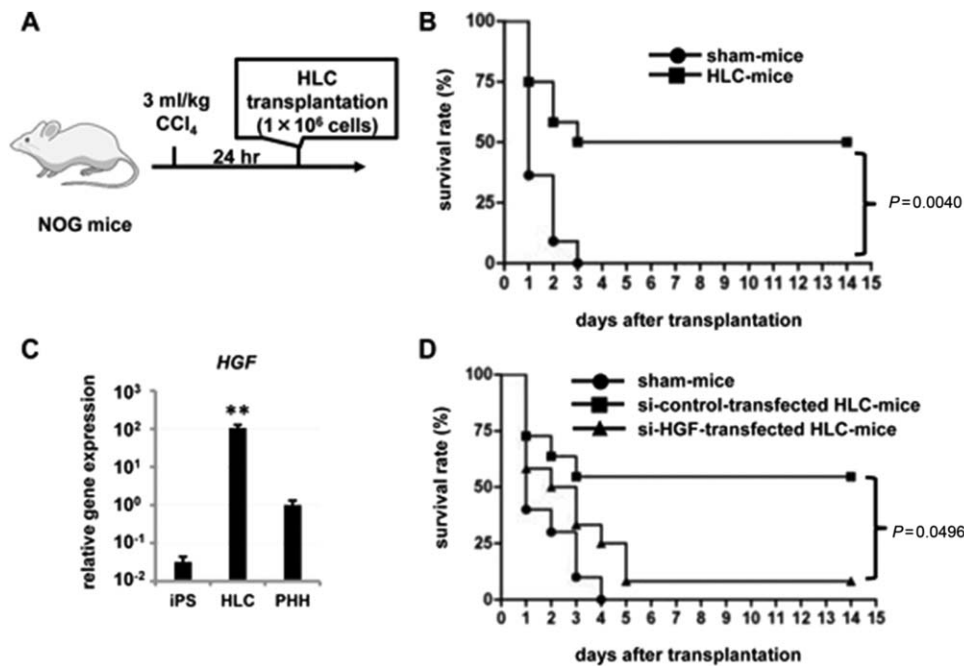 A
3 ml/kg
CCl₄
24 hr
HLC
transplantation
(1 × 10⁶ cells)
NOG mice
B
sham-mice
HLC-mice
survival rate (%)
100
75
50
25
0
0 1 2 3 4 5 6 7 8 9 10 11 12 13 14 15
days after transplantation
P=0.0040
C
HGF
relative gene expression
10³
10²
10¹
10⁰
10⁻¹
10⁻²
**
iPS HLC PHH
D
sham-mice
si-control-transfected HLC-mice
si-HGF-transfected HLC-mice
survival rate (%)
100
75
50
25
0
0 1 2 3 4 5 6 7 8 9 10 11 12 13 14 15
days after transplantation
P=0.0496